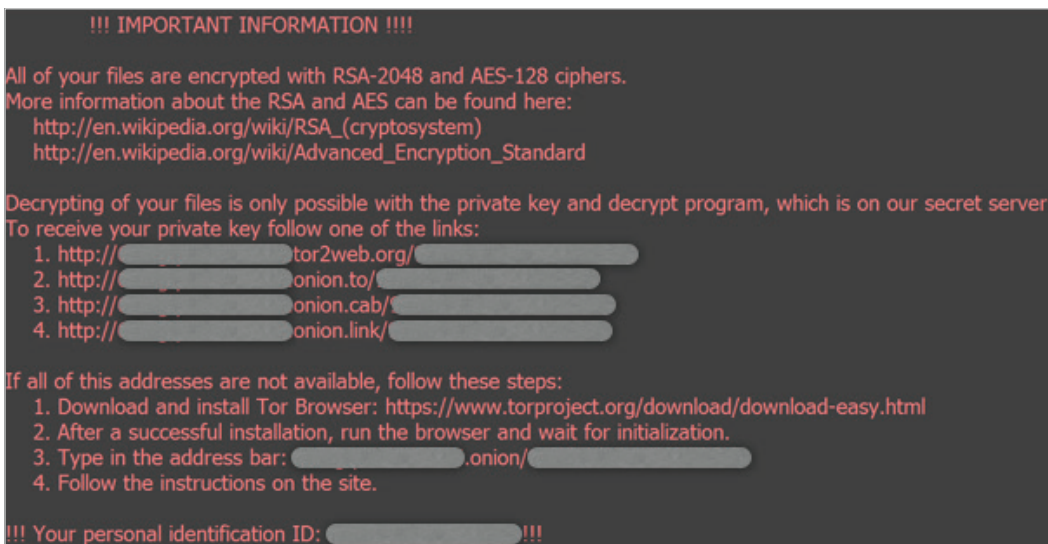 !!! IMPORTANT INFORMATION !!!!
All of your files are encrypted with RSA-2048 and AES-128 ciphers.
More information about the RSA and AES can be found here:
http://en.wikipedia.org/wiki/RSA_(cryptosystem)
http://en.wikipedia.org/wiki/Advanced_Encryption_Standard
Decrypting of your files is only possible with the private key and decrypt program, which is on our secret server
To receive your private key follow one of the links:
1. http:// tor2web.org/
2. http:// onion.to/
3. http:// onion.cab/
4. http:// onion.link/
If all of this addresses are not available, follow these steps:
1. Download and install Tor Browser: https://www.torproject.org/download/download-easy.html
2. After a successful installation, run the browser and wait for initialization.
3. Type in the address bar: .onion/
4. Follow the instructions on the site.
!!! Your personal identification ID: !!!